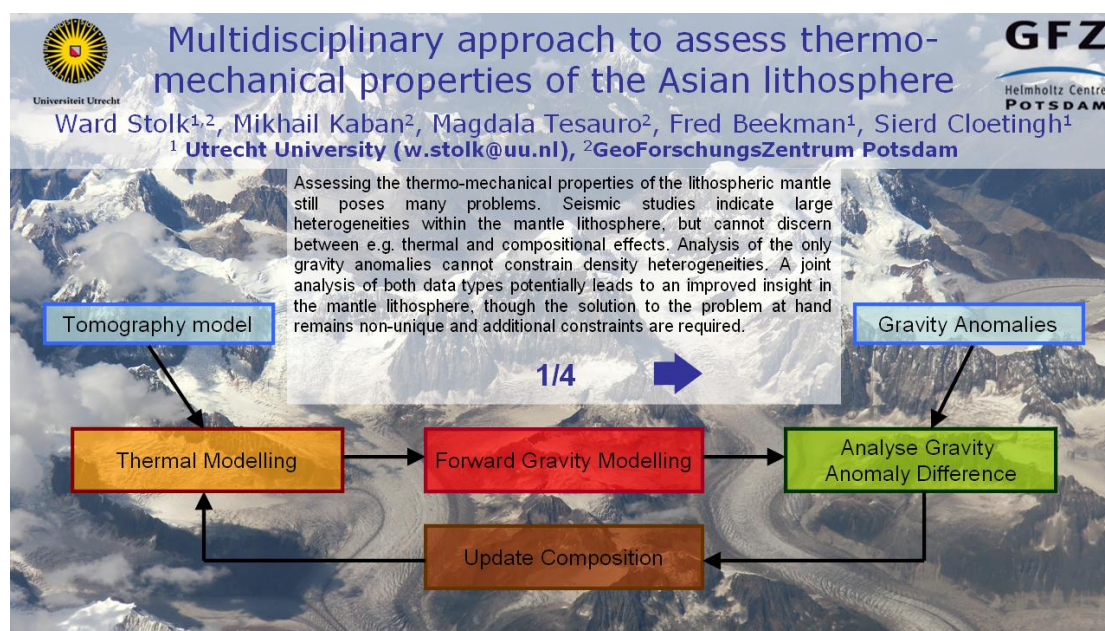 Multidisciplinary approach to assess thermo-
mechanical properties of the Asian lithosphere
Universiteit Utrecht
GFZ
Helmholtz Centre
POTSDAM
Ward Stolk¹,², Mikhail Kaban², Magdala Tesauro², Fred Beekman¹, Sierd Cloetingh¹
¹ Utrecht University (w.stolk@uu.nl), ²GeoForschungsZentrum Potsdam
Assessing the thermo-mechanical properties of the lithospheric mantle
still poses many problems. Seismic studies indicate large
heterogeneities within the mantle lithosphere, but cannot discern
between e.g. thermal and compositional effects. Analysis of the only
gravity anomalies cannot constrain density heterogeneities. A joint
analysis of both data types potentially leads to an improved insight in
the mantle lithosphere, though the solution to the problem at hand
remains non-unique and additional constraints are required.
1/4
Tomography model
Gravity Anomalies
Thermal Modelling
Forward Gravity Modelling
Analyse Gravity
Anomaly Difference
Update Composition